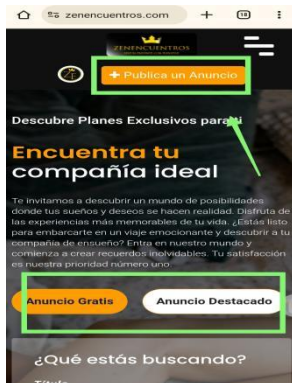 zenencuentros.com
18
ZENENCUENTROS
+ Publica un Anuncio
Descubre Planes Exclusivos para ti
Encuentra tu
compañía ideal
Te invitamos a descubrir un mundo de posibilidades
donde tus sueños y deseos se hacen realidad. Disfruta de
las experiencias más memorables de tu vida. ¿Estás listo
para embarcarte en un viaje emocionante y descubrir a tu
compañía de ensueño? Entra en nuestro mundo y
comienza a crear recuerdos inolvidables. Tu satisfacción
es nuestra prioridad número uno.
Anuncio Gratis
Anuncio Destacado
¿Qué estás buscando?
Título